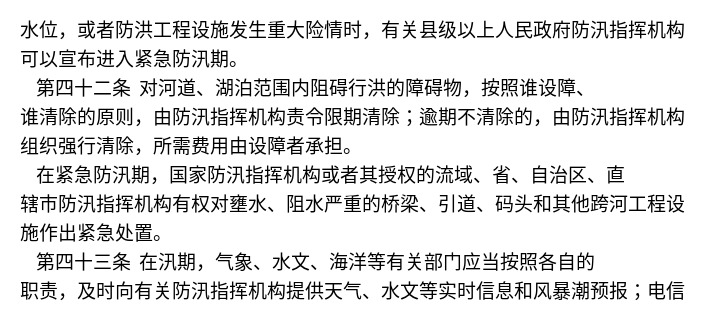 水位，或者防洪工程设施发生重大险情时，有关县级以上人民政府防汛指挥机构
可以宣布进入紧急防汛期。
第四十二条 对河道、湖泊范围内阻碍行洪的障碍物，按照谁设障、
谁清除的原则，由防汛指挥机构责令限期清除；逾期不清除的，由防汛指挥机构
组织强行清除，所需费用由设障者承担。
在紧急防汛期，国家防汛指挥机构或者其授权的流域、省、自治区、直
辖市防汛指挥机构有权对壅水、阻水严重的桥梁、引道、码头和其他跨河工程设
施作出紧急处置。
第四十三条 在汛期，气象、水文、海洋等有关部门应当按照各自的
职责，及时向有关防汛指挥机构提供天气、水文等实时信息和风暴潮预报；电信